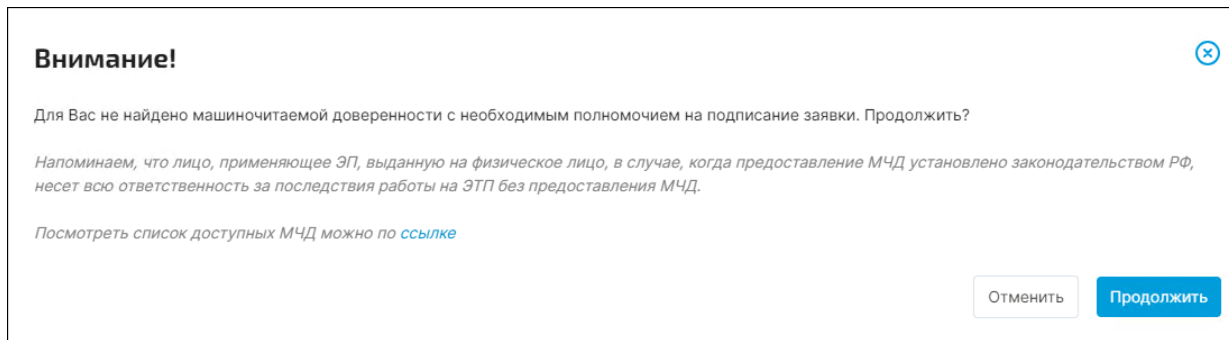 Внимание!
Для Вас не найдено машиночитаемой доверенности с необходимым полномочием на подписание заявки. Продолжить?
Напоминаем, что лицо, применяющее ЭП, выданную на физическое лицо, в случае, когда предоставление МЧД установлено законодательством РФ,
несет всю ответственность за последствия работы на ЭТП без предоставления МЧД.
Посмотреть список доступных МЧД можно по ссылке
Отменить Продолжить